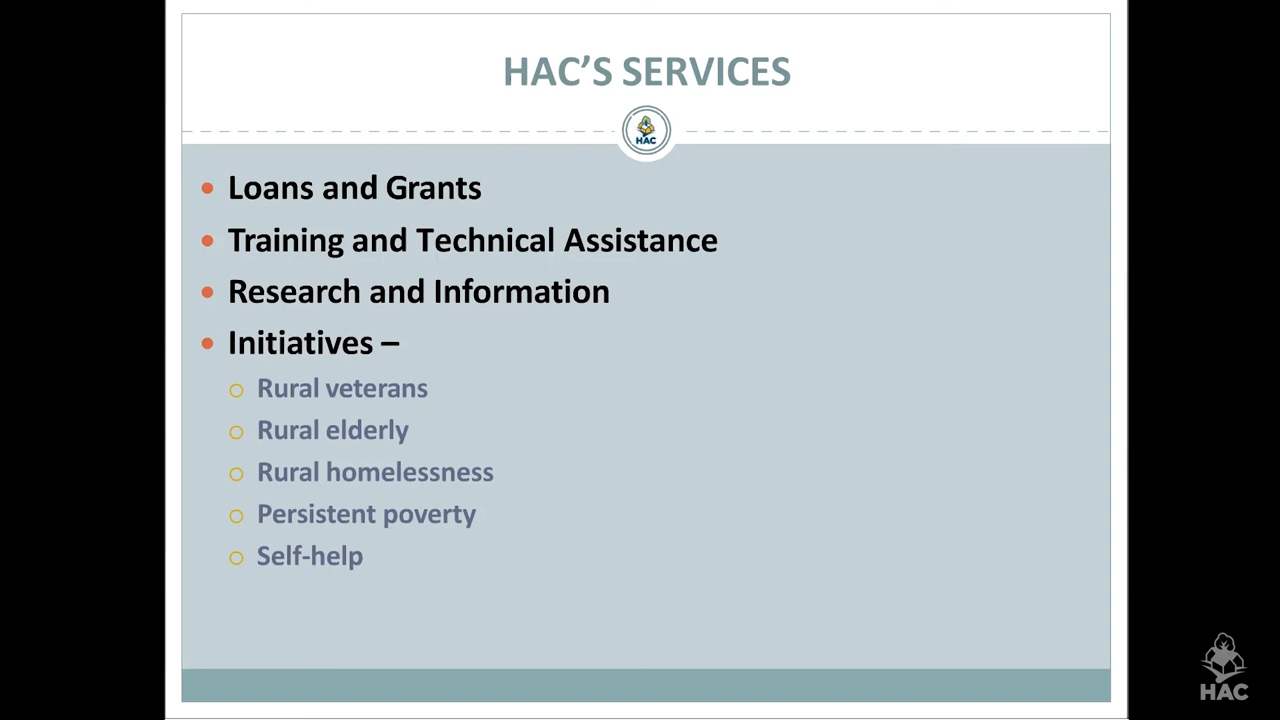 HAC’S SERVICES
HAC
Loans and Grants
Training and Technical Assistance
Research and Information
Initiatives –
Rural veterans
Rural elderly
Rural homelessness
Persistent poverty
Self-help
HAC